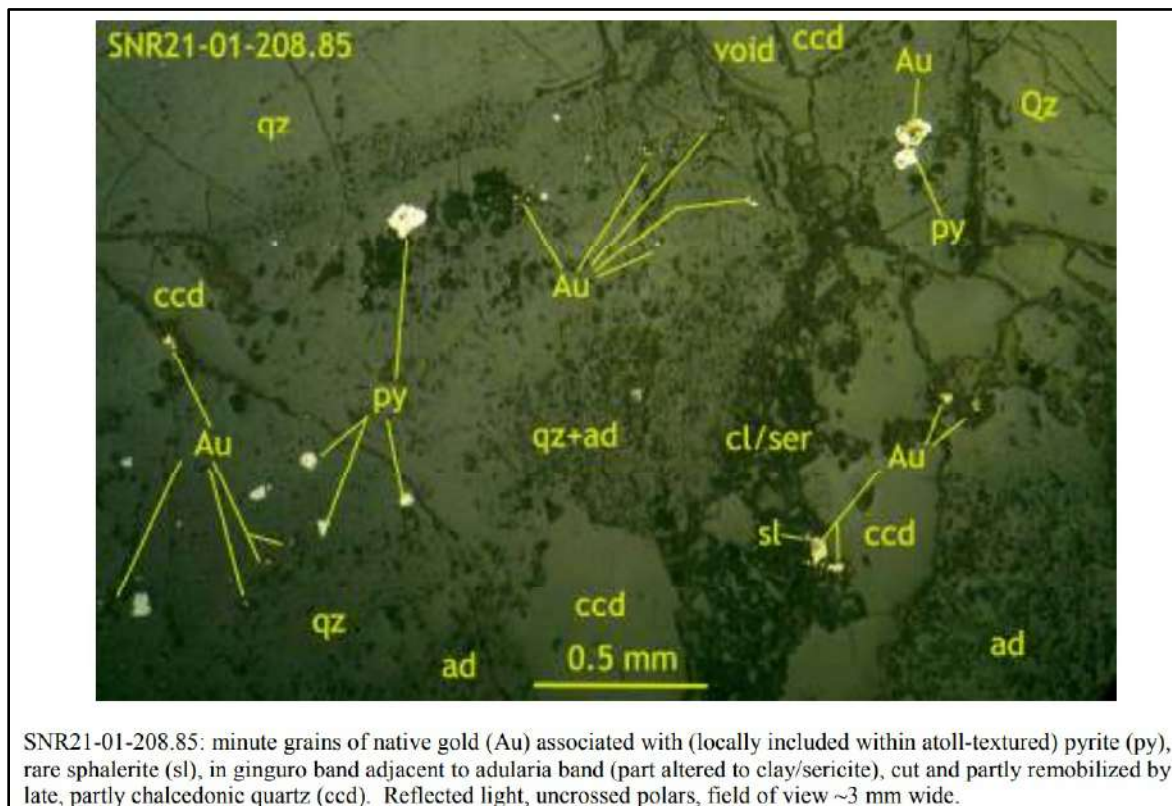 SNR21-01-208.85
void ccd
Au
qz
Qz
py
Au
ccd
py
Au
qz+ad
cl/ser
Au
sl
ccd
qz
ccd
ad
0.5 mm
ad
SNR21-01-208.85: minute grains of native gold (Au) associated with (locally included within atoll-textured) pyrite (py),
rare sphalerite (sl), in ginguro band adjacent to adularia band (part altered to clay/sericite), cut and partly remobilized by
late, partly chalcedonic quartz (ccd). Reflected light, uncrossed polars, field of view ~3 mm wide.